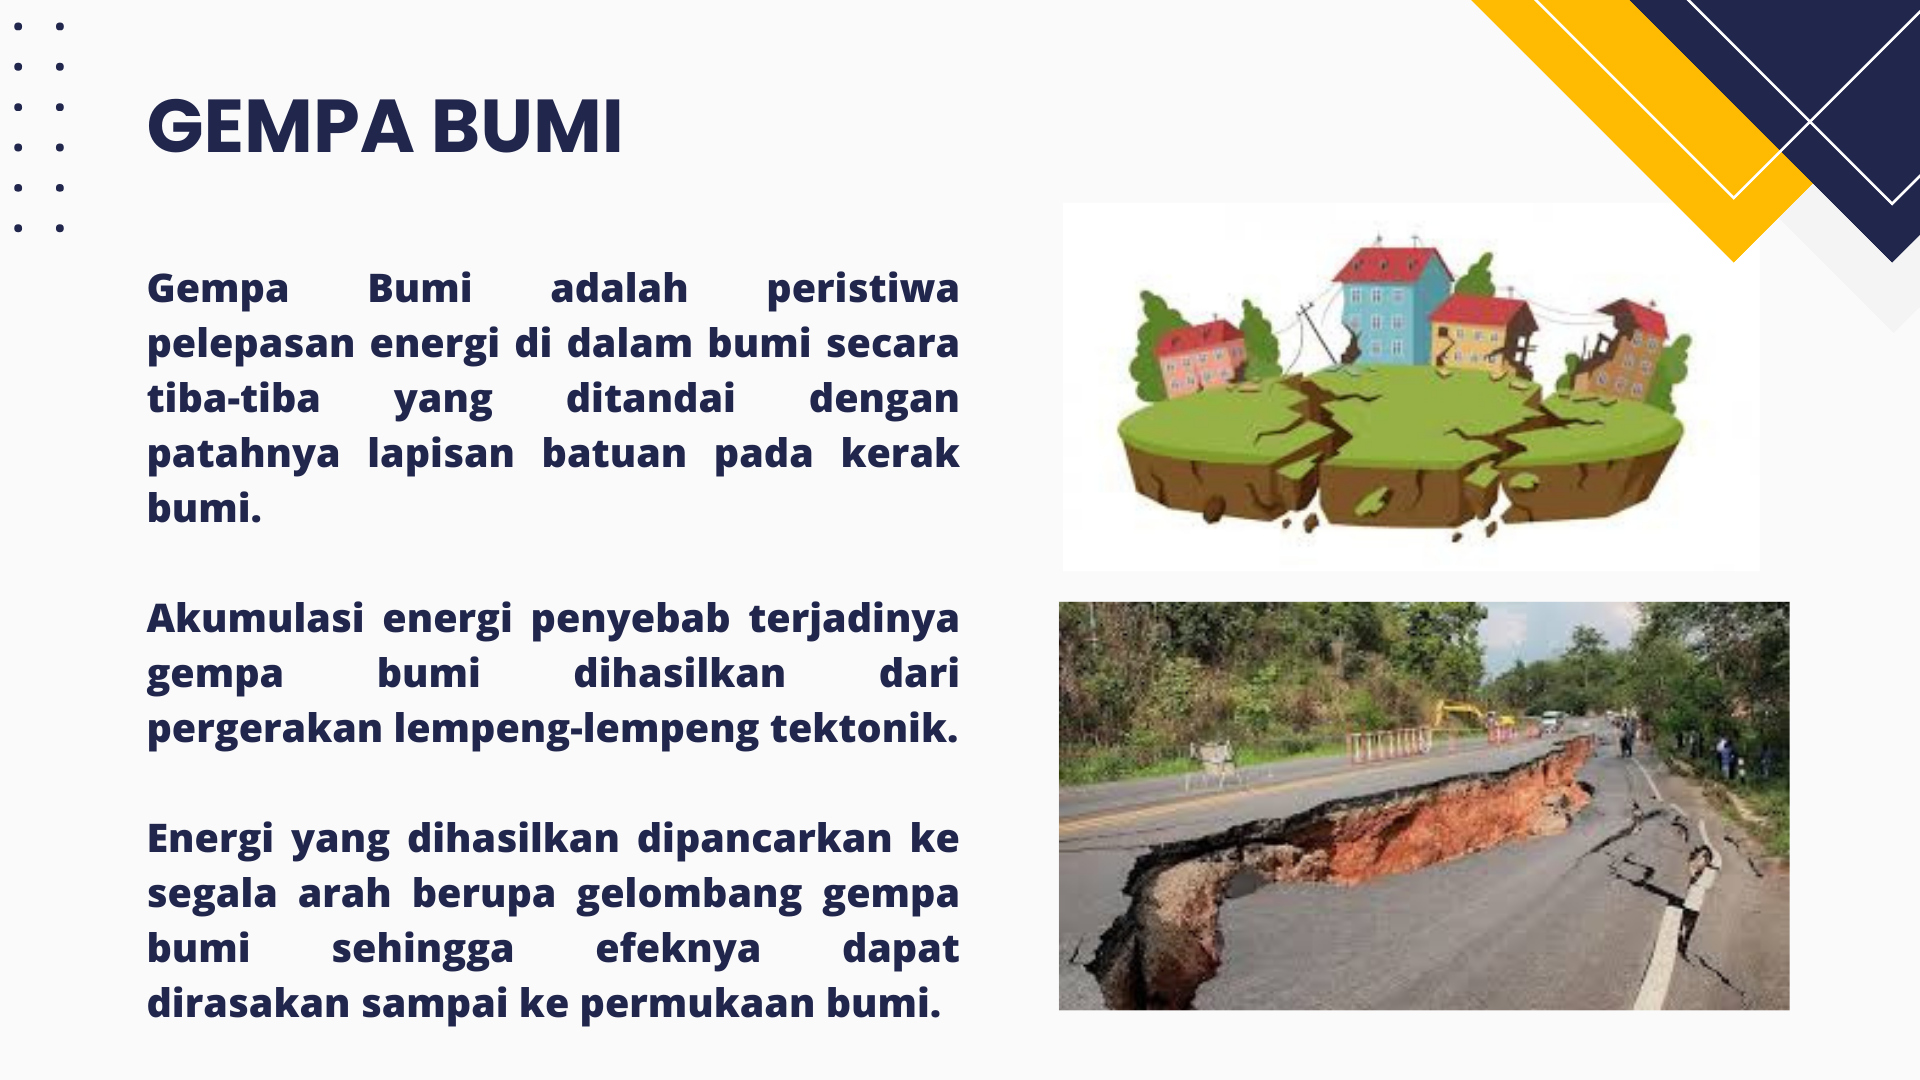 GEMPA BUMI
Gempa Bumi adalah peristiwa
pelepasan energi di dalam bumi secara
tiba-tiba yang ditandai dengan
patahnya lapisan batuan pada kerak
bumi.
Akumulasi energi penyebab terjadinya
gempa bumi dihasilkan dari
pergerakan lempeng-lempeng tektonik.
Energi yang dihasilkan dipancarkan ke
segala arah berupa gelombang gempa
bumi sehingga efeknya dapat
dirasakan sampai ke permukaan bumi.